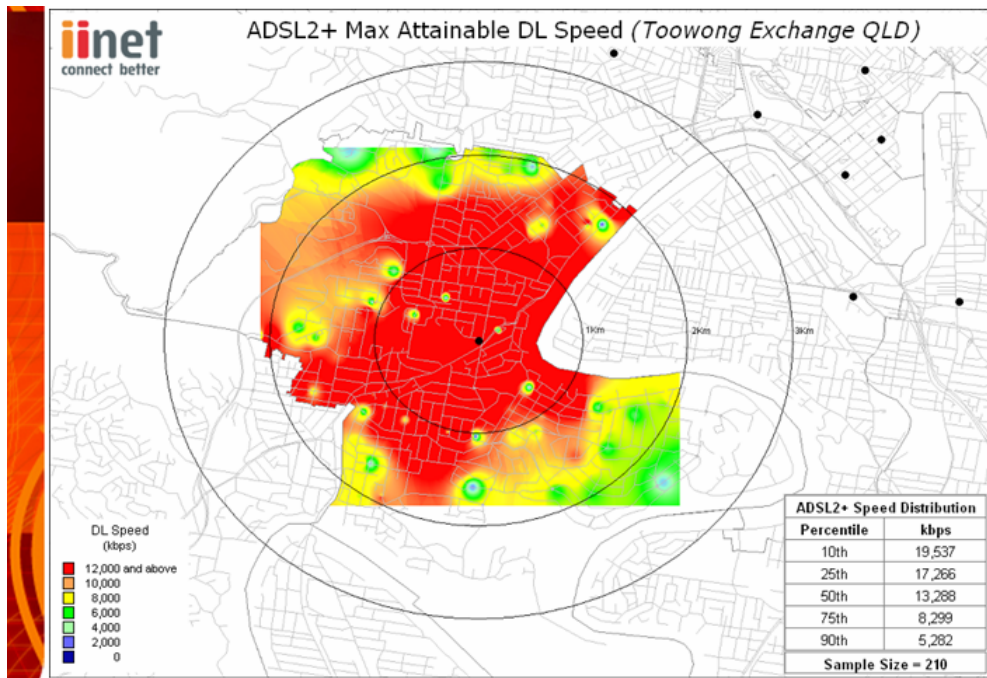 iinet
connect better
ADSL2+ Max Attainable DL Speed (Toowong Exchange QLD)
1Km
2Km
3Km
DL Speed
(kbps)
12,000 and above
10,000
8,000
6,000
4,000
2,000
0
ADSL2+ Speed Distribution
Percentile kbps
10th 19,537
25th 17,266
50th 13,288
75th 8,299
90th 5,282
Sample Size = 210